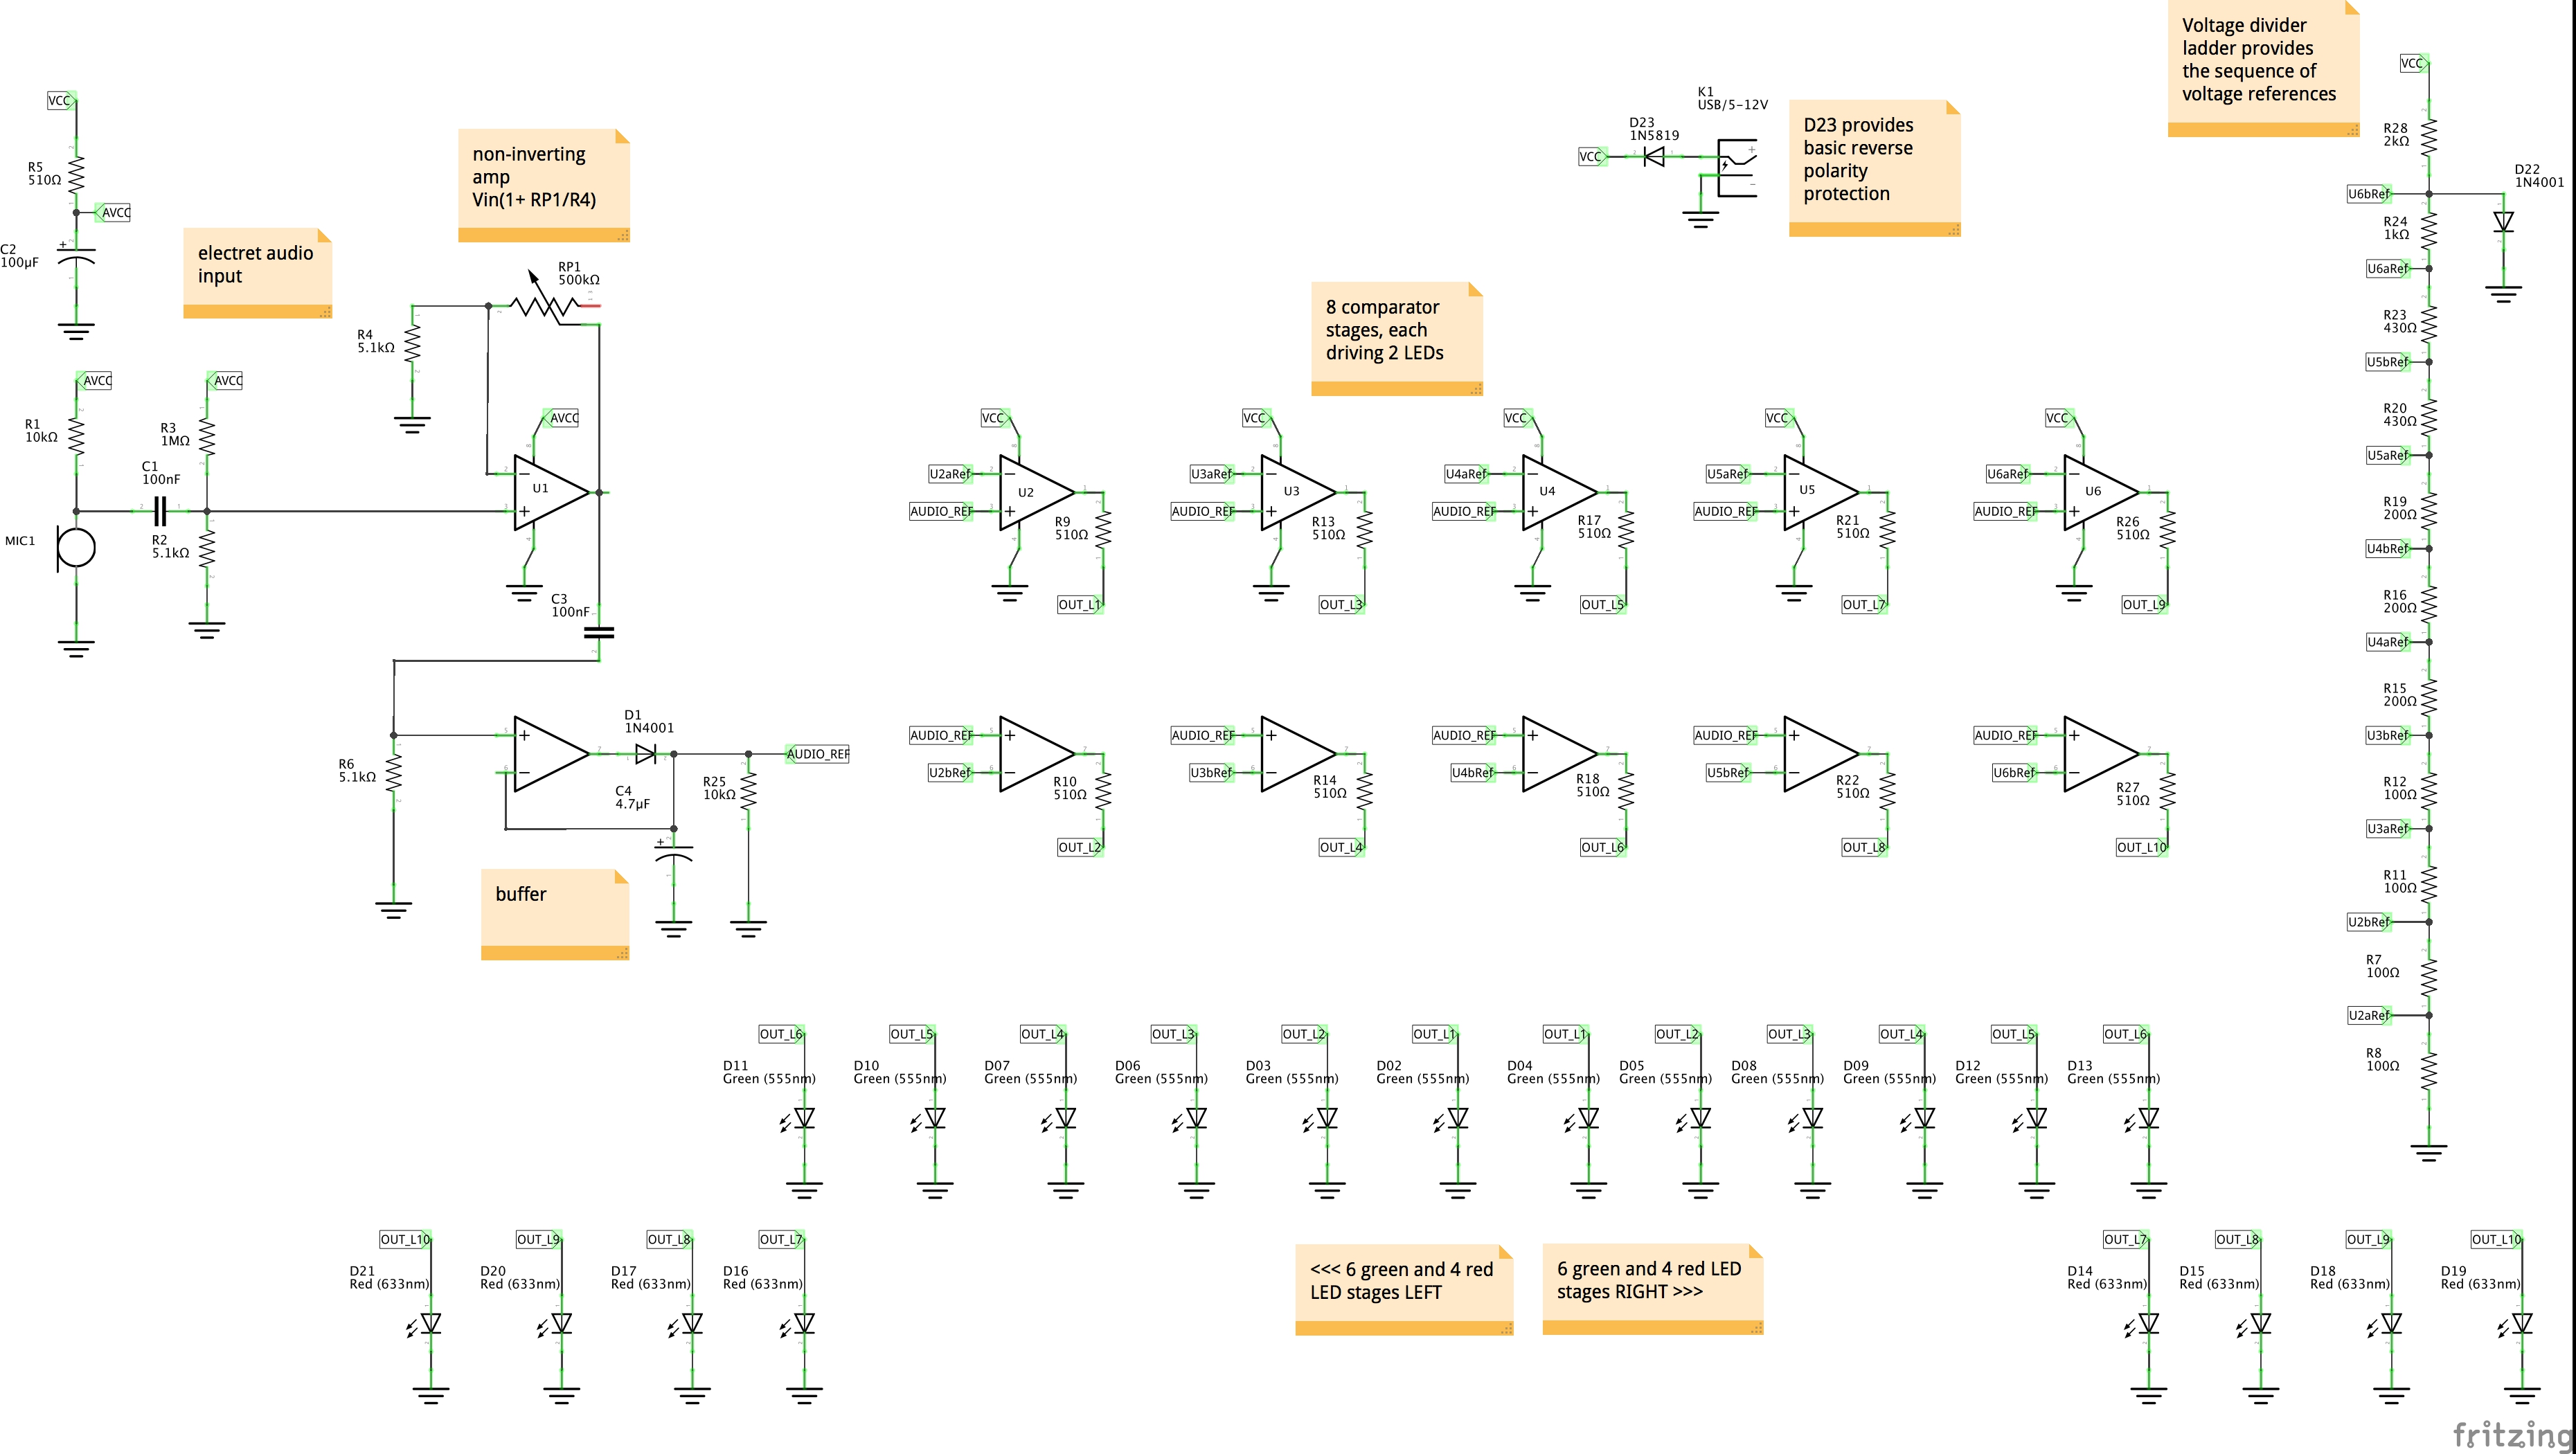 Voltage divider
ladder provides
the sequence of
voltage references
VCC
R28
2kΩ
U6bRef
D22
1N4001
R24
1kΩ
U6aRef
R23
430Ω
U5bRef
R20
430Ω
U5aRef
R19
200Ω
U4bRef
R16
200Ω
U4aRef
R15
200Ω
U3bRef
R12
100Ω
U3aRef
R11
100Ω
U2bRef
R7
100Ω
U2aRef
R8
100Ω
VCC
R5
510Ω
AVCC
C2
100µF
+
electret audio
input
non-inverting
amp
Vin(1+ RP1/R4)
K1
USB/5-12V
D23
1N5819
VCC
+
−
D23 provides
basic reverse
polarity
protection
AVCC
R1
10kΩ
AVCC
R3
1MΩ
C1
100nF
MIC1
R2
5.1kΩ
RP1
500kΩ
R4
5.1kΩ
AVCC
U1
C3
100nF
R6
5.1kΩ
D1
1N4001
AUDIO_REF
C4
4.7µF
R25
10kΩ
buffer
8 comparator
stages, each
driving 2 LEDs
VCC
U2aRef
AUDIO_REF
U2
R9
510Ω
OUT_L1
VCC
U3aRef
AUDIO_REF
U3
R13
510Ω
OUT_L3
VCC
U4aRef
AUDIO_REF
U4
R17
510Ω
OUT_L5
VCC
U5aRef
AUDIO_REF
U5
R21
510Ω
OUT_L7
VCC
U6aRef
AUDIO_REF
U6
R26
510Ω
OUT_L9
AUDIO_REF
U2bRef
R10
510Ω
OUT_L2
AUDIO_REF
U3bRef
R14
510Ω
OUT_L4
AUDIO_REF
U4bRef
R18
510Ω
OUT_L6
AUDIO_REF
U5bRef
R22
510Ω
OUT_L8
AUDIO_REF
U6bRef
R27
510Ω
OUT_L10
OUT_L6
D11
Green (555nm)
OUT_L5
D10
Green (555nm)
OUT_L4
D07
Green (555nm)
OUT_L3
D06
Green (555nm)
OUT_L2
D03
Green (555nm)
OUT_L1
D02
Green (555nm)
OUT_L1
D04
Green (555nm)
OUT_L2
D05
Green (555nm)
OUT_L3
D08
Green (555nm)
OUT_L4
D09
Green (555nm)
OUT_L5
D12
Green (555nm)
OUT_L6
D13
Green (555nm)
OUT_L10
D21
Red (633nm)
OUT_L9
D20
Red (633nm)
OUT_L8
D17
Red (633nm)
OUT_L7
D16
Red (633nm)
<<< 6 green and 4 red
LED stages LEFT
6 green and 4 red LED
stages RIGHT >>>
OUT_L7
D14
Red (633nm)
OUT_L8
D15
Red (633nm)
OUT_L9
D18
Red (633nm)
OUT_L10
D19
Red (633nm)
fritzing